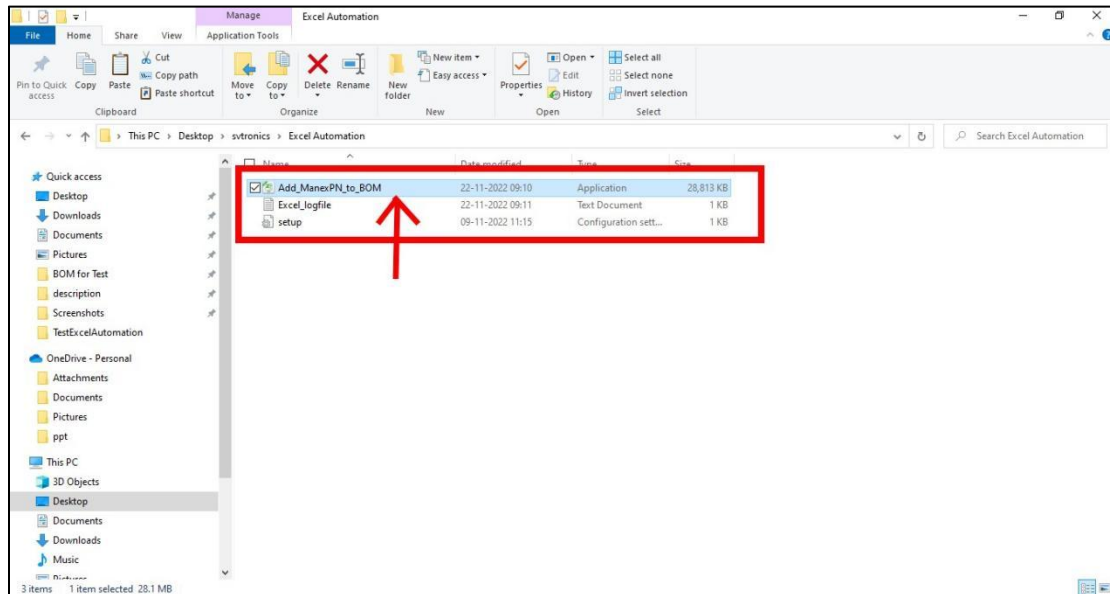 Manage Excel Automation
File Home Share View Application Tools
Pin to Quick access
Copy
Paste
Cut
Copy path
Paste shortcut
Clipboard
Move to
Copy to
Delete
Rename
Organize
New folder
New item
Easy access
New
Properties
Open
Edit
History
Open
Select all
Select none
Invert selection
Select
This PC > Desktop > svtronics > Excel Automation
Search Excel Automation
Name Date modified Type Size
Add_ManexPN_to_BOM 22-11-2022 09:10 Application 28,813 KB
Excel_logfile 22-11-2022 09:11 Text Document 1 KB
setup 09-11-2022 11:15 Configuration sett... 1 KB
Quick access
Desktop
Downloads
Documents
Pictures
BOM for Test
description
Screenshots
TestExcelAutomation
OneDrive - Personal
Attachments
Documents
Pictures
ppt
This PC
3D Objects
Desktop
Documents
Downloads
Music
Pictures
3 items 1 item selected 28.1 MB